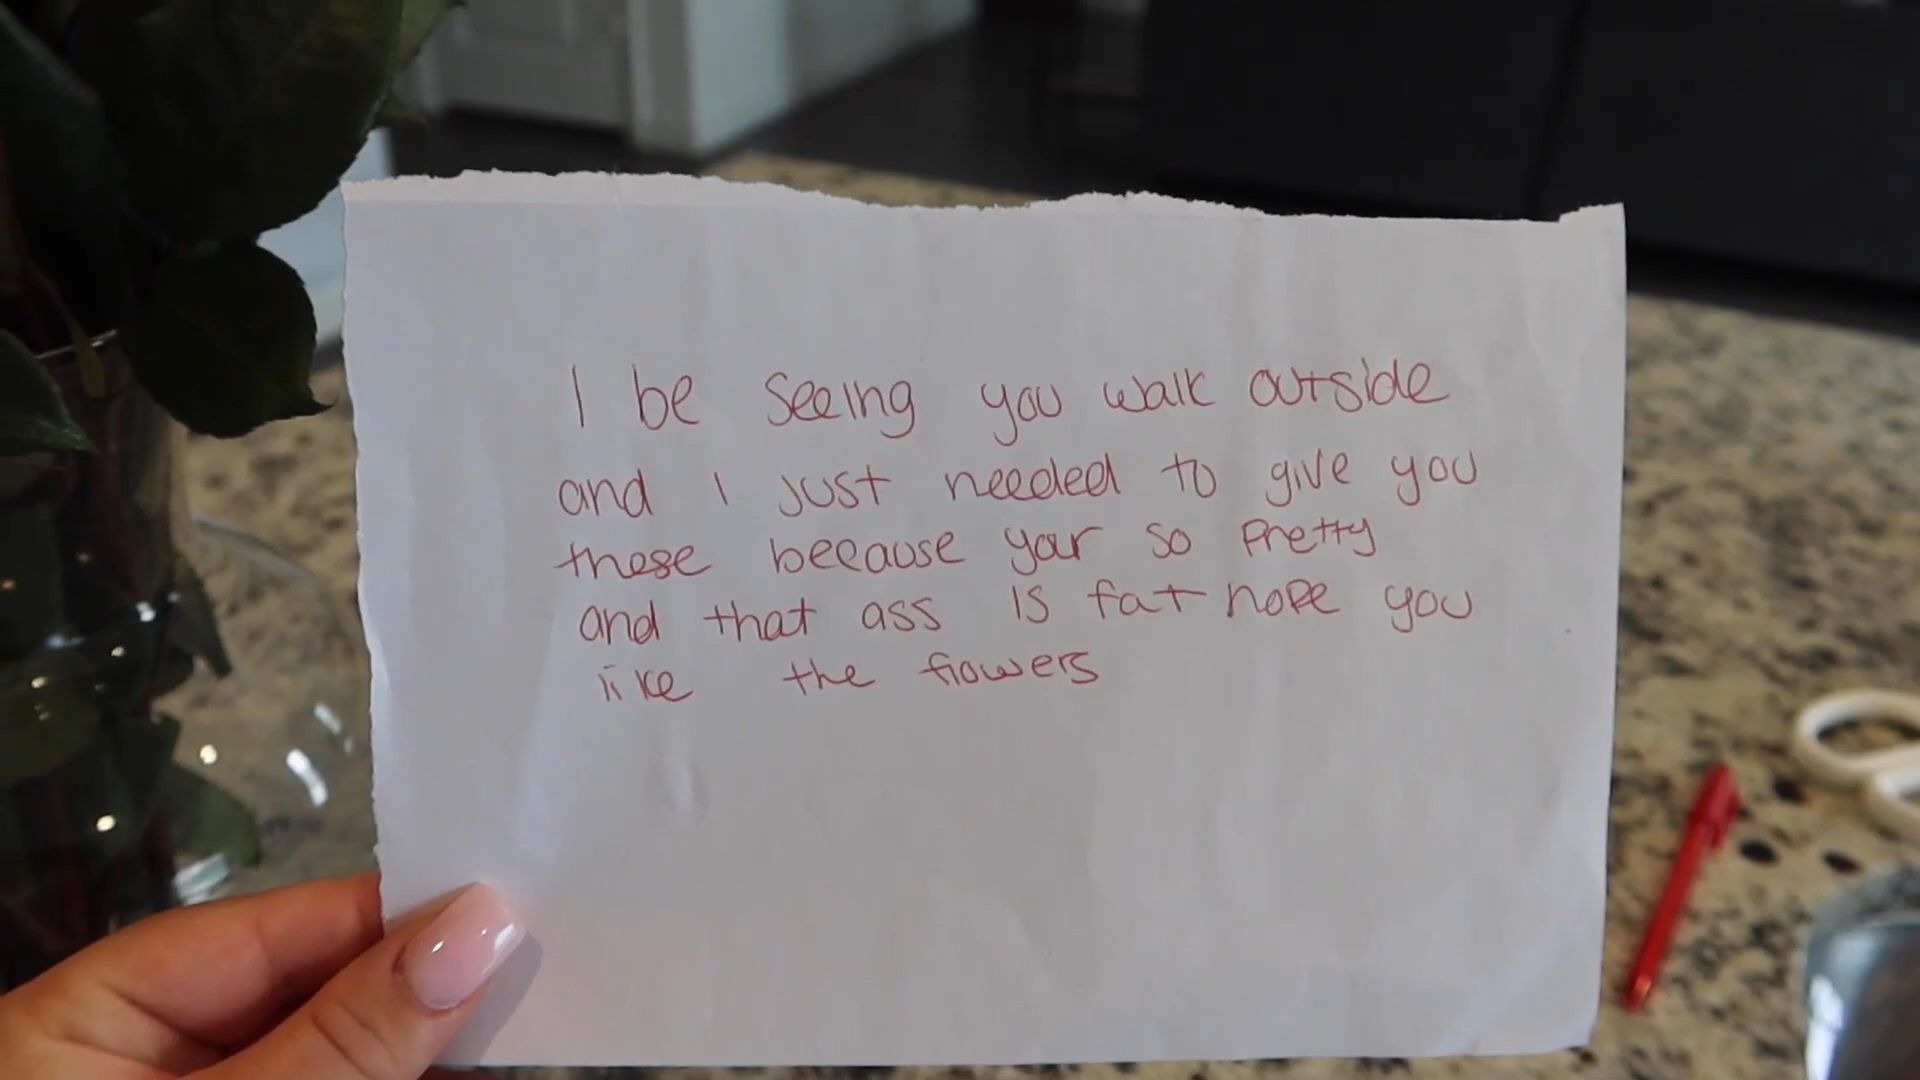 I be seeing you walk outside
and I just needed to give you
these because your so pretty
and that ass is fat hope you
like the flowers